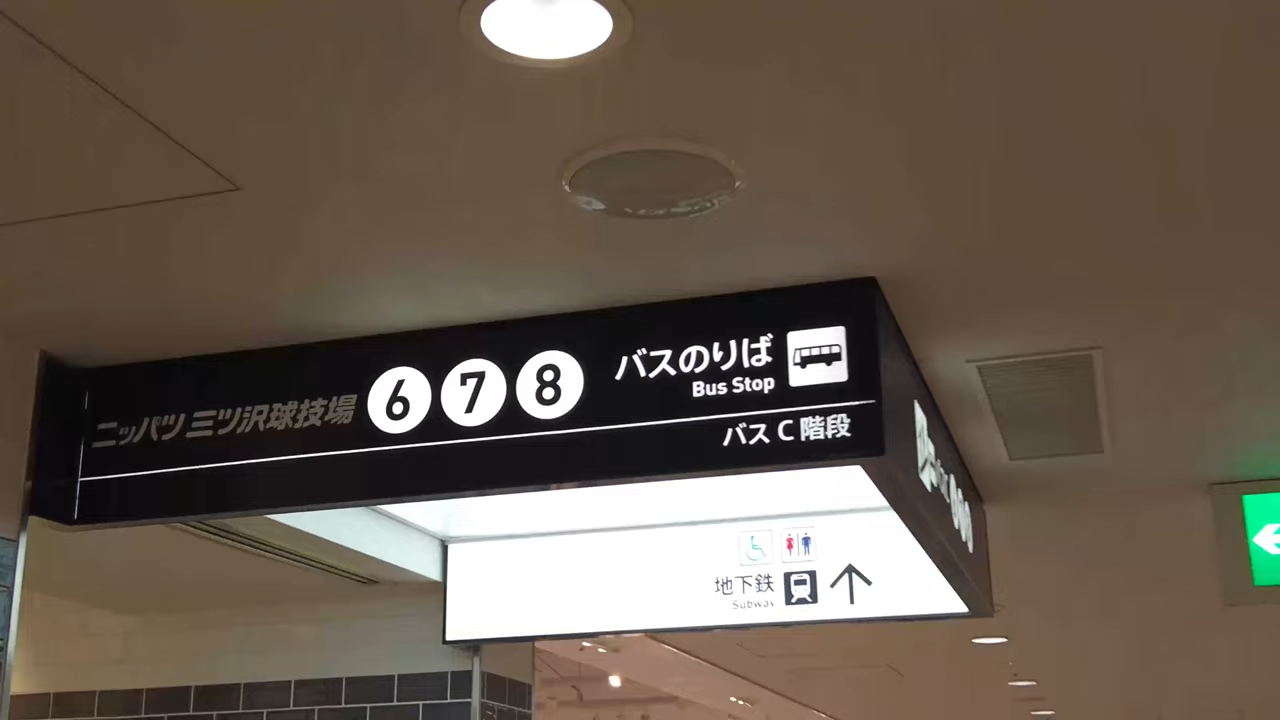 ニッパツ 三ツ沢球技場 6 7 8 バスのりば
Bus Stop
バス C 階段
地下鉄
Subway